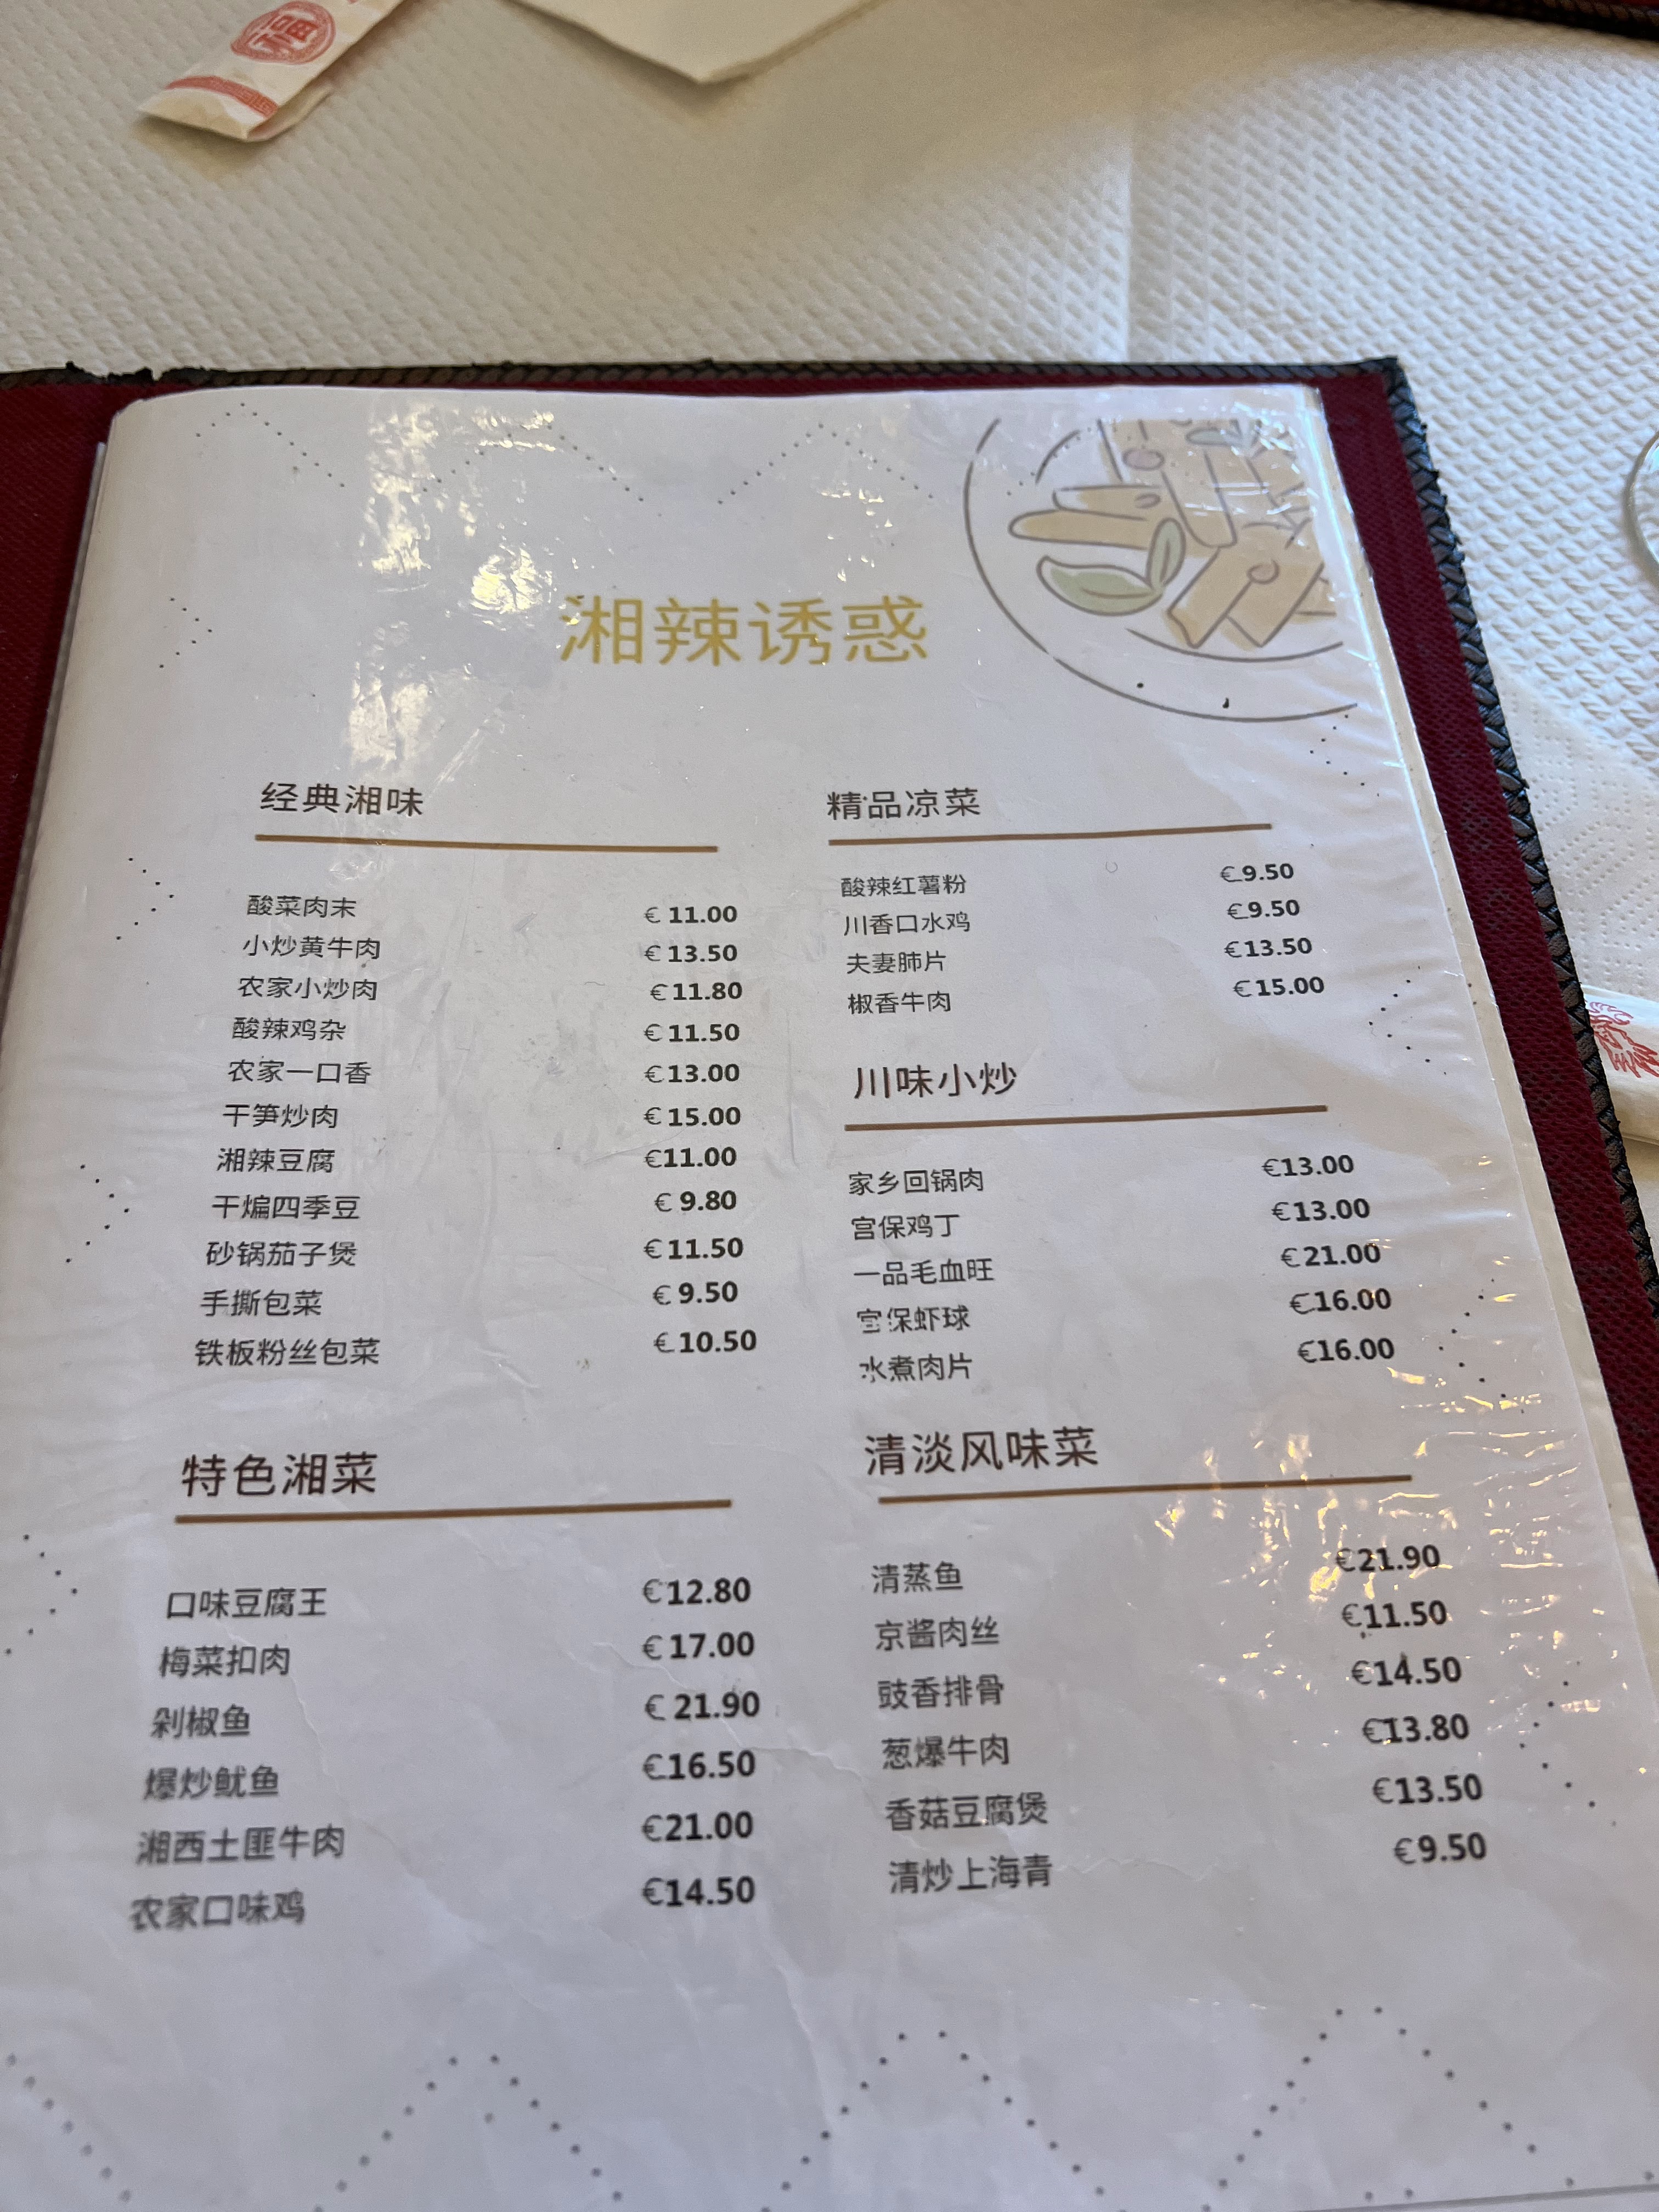 福
湘辣诱惑
经典湘味
酸菜肉末 € 11.00
小炒黄牛肉 € 13.50
农家小炒肉 €11.80
酸辣鸡杂 € 11.50
农家一口香 €13.00
干笋炒肉 € 15.00
湘辣豆腐 €11.00
干煸四季豆 € 9.80
砂锅茄子煲 €11.50
手撕包菜 € 9.50
铁板粉丝包菜 € 10.50
特色湘菜
口味豆腐王 €12.80
梅菜扣肉 € 17.00
剁椒鱼 € 21.90
爆炒鱿鱼 €16.50
湘西土匪牛肉 €21.00
农家口味鸡 €14.50
精品凉菜
酸辣红薯粉 €9.50
川香口水鸡 €9.50
夫妻肺片 €13.50
椒香牛肉 €15.00
川味小炒
家乡回锅肉 €13.00
宫保鸡丁 €13.00
一品毛血旺 €21.00
宫保虾球 €16.00
水煮肉片 €16.00
清淡风味菜
清蒸鱼 €21.90
京酱肉丝 €11.50
豉香排骨 €14.50
葱爆牛肉 €13.80
香菇豆腐煲 €13.50
清炒上海青 €9.50